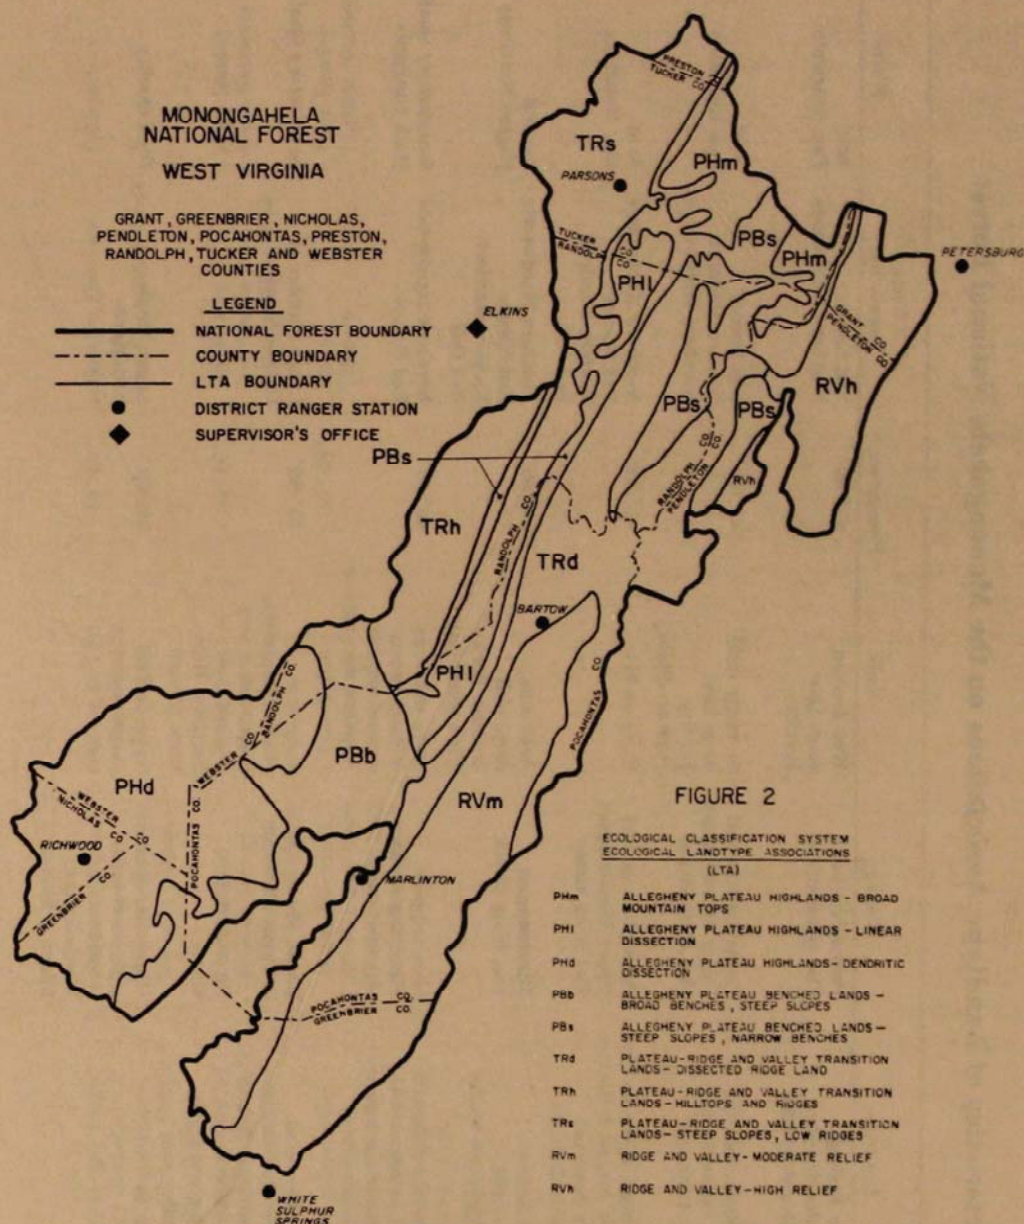 MONONGAHELA
NATIONAL FOREST
WEST VIRGINIA
GRANT, GREENBRIER, NICHOLAS,
PENDLETON, POCAHONTAS, PRESTON,
RANDOLPH, TUCKER AND WEBSTER
COUNTIES
LEGEND
NATIONAL FOREST BOUNDARY
COUNTY BOUNDARY
LTA BOUNDARY
DISTRICT RANGER STATION
SUPERVISOR'S OFFICE
PRESTON
TUCKER CO.
TRs
PHm
PARSONS
TUCKER CO.
RANDOLPH CO.
PBs
PHm
PHl
PETERSBURG
ELKINS
GRANT CO.
PENDLETON CO.
RVh
PBs
PBs
PBs
RANDOLPH CO.
PENDLETON CO.
RVh
TRh
RANDOLPH CO.
TRd
BARTOW
PHl
POCAHONTAS CO.
RANDOLPH CO.
WEBSTER CO.
PBb
PHd
RVm
WEBSTER CO.
NICHOLAS CO.
POCAHONTAS CO.
RICHWOOD
GREENBRIER CO.
MARLINTON
POCAHONTAS CO.
GREENBRIER CO.
WHITE
SULPHUR
SPRINGS
FIGURE 2
ECOLOGICAL CLASSIFICATION SYSTEM
ECOLOGICAL LANDTYPE ASSOCIATIONS
(LTA)
PHm ALLEGHENY PLATEAU HIGHLANDS - BROAD
MOUNTAIN TOPS
PHl ALLEGHENY PLATEAU HIGHLANDS - LINEAR
DISSECTION
PHd ALLEGHENY PLATEAU HIGHLANDS - DENDRITIC
DISSECTION
PBb ALLEGHENY PLATEAU BENCHED LANDS -
BROAD BENCHES, STEEP SLOPES
PBs ALLEGHENY PLATEAU BENCHED LANDS -
STEEP SLOPES, NARROW BENCHES
TRd PLATEAU-RIDGE AND VALLEY TRANSITION
LANDS - DISSECTED RIDGE LAND
TRh PLATEAU-RIDGE AND VALLEY TRANSITION
LANDS - HILLTOPS AND RIDGES
TRs PLATEAU-RIDGE AND VALLEY TRANSITION
LANDS - STEEP SLOPES, LOW RIDGES
RVm RIDGE AND VALLEY - MODERATE RELIEF
RVh RIDGE AND VALLEY - HIGH RELIEF